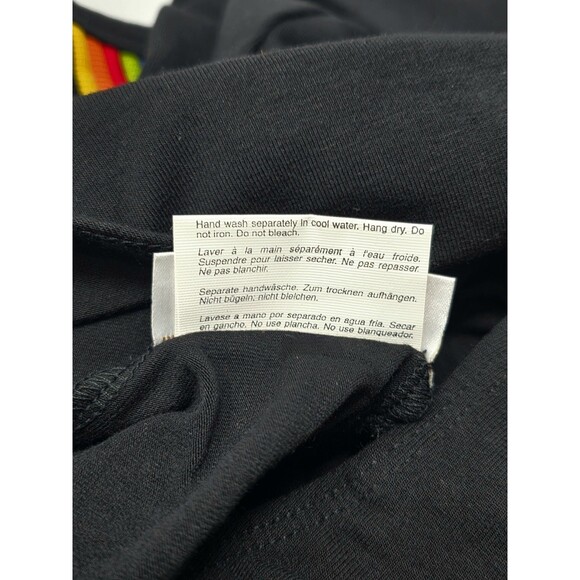 Hand wash separately in cool water. Hang dry. Do
not iron. Do not bleach.
Laver à la main séparément à l'eau froide.
Suspendre pour laisser secher. Ne pas repasser.
Ne pas blanchir.
Separate handwäsche. Zum trocknen aufhängen.
Nicht bügeln; nicht bleichen.
Lavese a mano por separado en agua fria. Secar
en gancho. No use plancha. No use blanqueador.